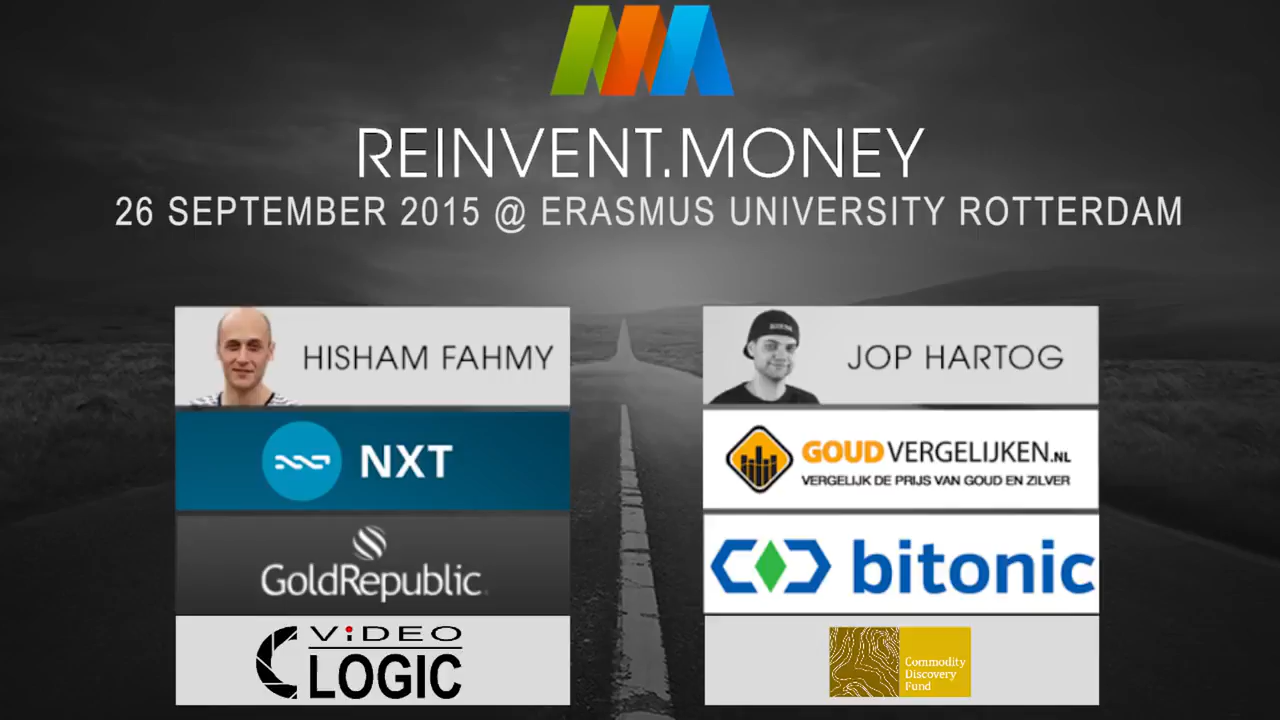 REINVENT.MONEY
26 SEPTEMBER 2015 @ ERASMUS UNIVERSITY ROTTERDAM
HISHAM FAHMY
JOP HARTOG
NXT
GOUDVERGELIJKEN.NL
VERGELIJK DE PRIJS VAN GOUD EN ZILVER
GoldRepublic
bitonic
ViDEO
LOGIC
Commodity
Discovery
Fund